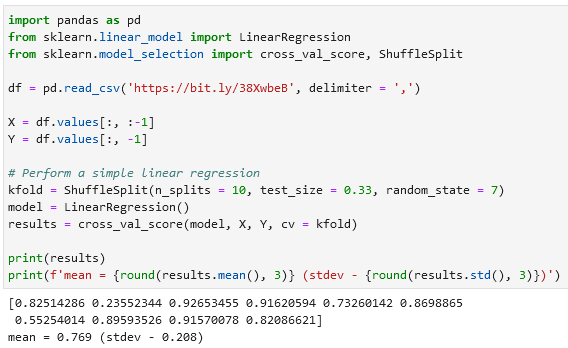 import pandas as pd
from sklearn.linear_model import LinearRegression
from sklearn.model_selection import cross_val_score, ShuffleSplit
df = pd.read_csv('https://bit.ly/38XwbeB', delimiter = ',')
X = df.values[:, :-1]
Y = df.values[:, -1]
# Perform a simple linear regression
kfold = ShuffleSplit(n_splits = 10, test_size = 0.33, random_state = 7)
model = LinearRegression()
results = cross_val_score(model, X, Y, cv = kfold)
print(results)
print(f'mean = {round(results.mean(), 3)} (stdev - {round(results.std(), 3)})')
[0.82514286 0.23552344 0.92653455 0.91620594 0.73260142 0.8698865
0.55254014 0.89593526 0.91570078 0.82086621]
mean = 0.769 (stdev - 0.208)